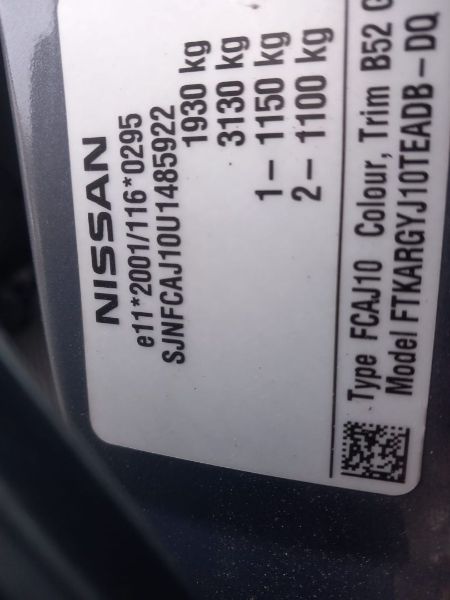 NISSAN
e11*2001/116*0295
SJNFCAJ10U1485922
1930 kg
3130 kg
1– 1150 kg
2– 1100 kg
Type FCAJ10 Colour, Trim B52 G
Model FTKARGYJ10TEADB–DQ